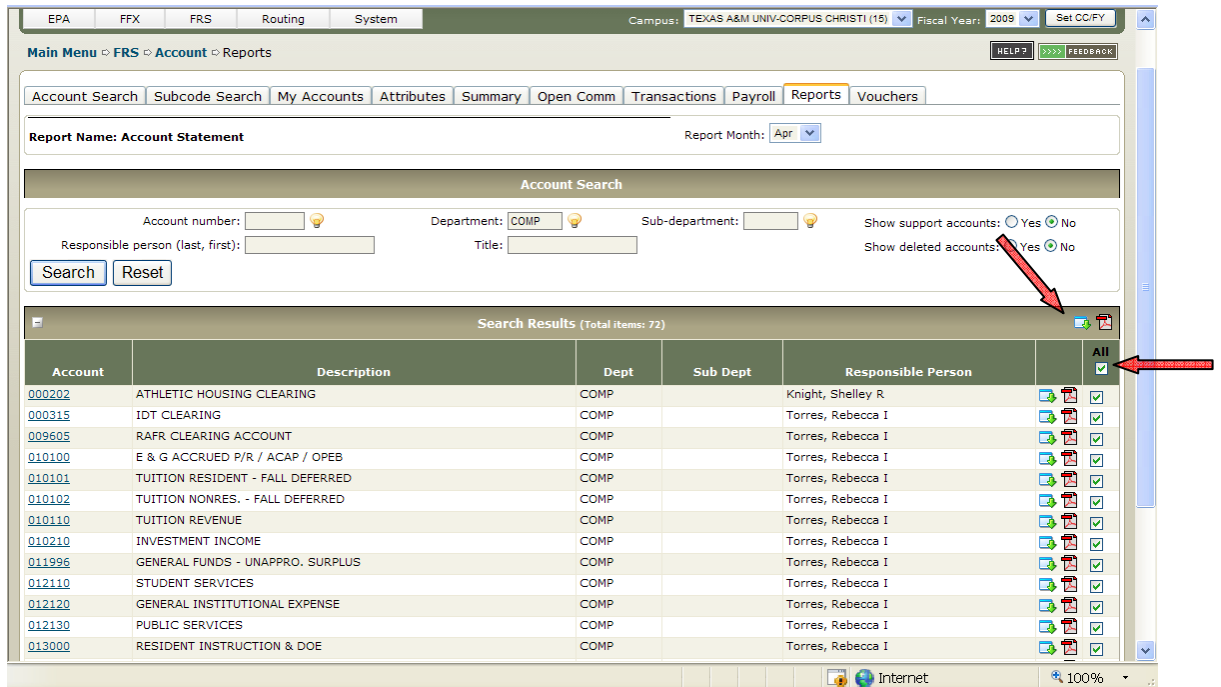 EPA FFX FRS Routing System Campus: TEXAS A&M UNIV-CORPUS CHRISTI (15) Fiscal Year: 2009 Set CC/FY
Main Menu ⇨ FRS ⇨ Account ⇨ Reports HELP? >>>> FEEDBACK
Account Search Subcode Search My Accounts Attributes Summary Open Comm Transactions Payroll Reports Vouchers
Report Name: Account Statement Report Month: Apr
Account Search
Account number: Department: COMP Sub-department: Show support accounts: Yes No
Responsible person (last, first): Title: Show deleted accounts: Yes No
Search Reset
Search Results (Total items: 72)
All
Account Description Dept Sub Dept Responsible Person
000202 ATHLETIC HOUSING CLEARING COMP Knight, Shelley R
000315 IDT CLEARING COMP Torres, Rebecca I
009605 RAFR CLEARING ACCOUNT COMP Torres, Rebecca I
010100 E & G ACCRUED P/R / ACAP / OPEB COMP Torres, Rebecca I
010101 TUITION RESIDENT - FALL DEFERRED COMP Torres, Rebecca I
010102 TUITION NONRES. - FALL DEFERRED COMP Torres, Rebecca I
010110 TUITION REVENUE COMP Torres, Rebecca I
010210 INVESTMENT INCOME COMP Torres, Rebecca I
011996 GENERAL FUNDS - UNAPPRO. SURPLUS COMP Torres, Rebecca I
012110 STUDENT SERVICES COMP Torres, Rebecca I
012120 GENERAL INSTITUTIONAL EXPENSE COMP Torres, Rebecca I
012130 PUBLIC SERVICES COMP Torres, Rebecca I
013000 RESIDENT INSTRUCTION & DOE COMP Torres, Rebecca I
Internet 100%